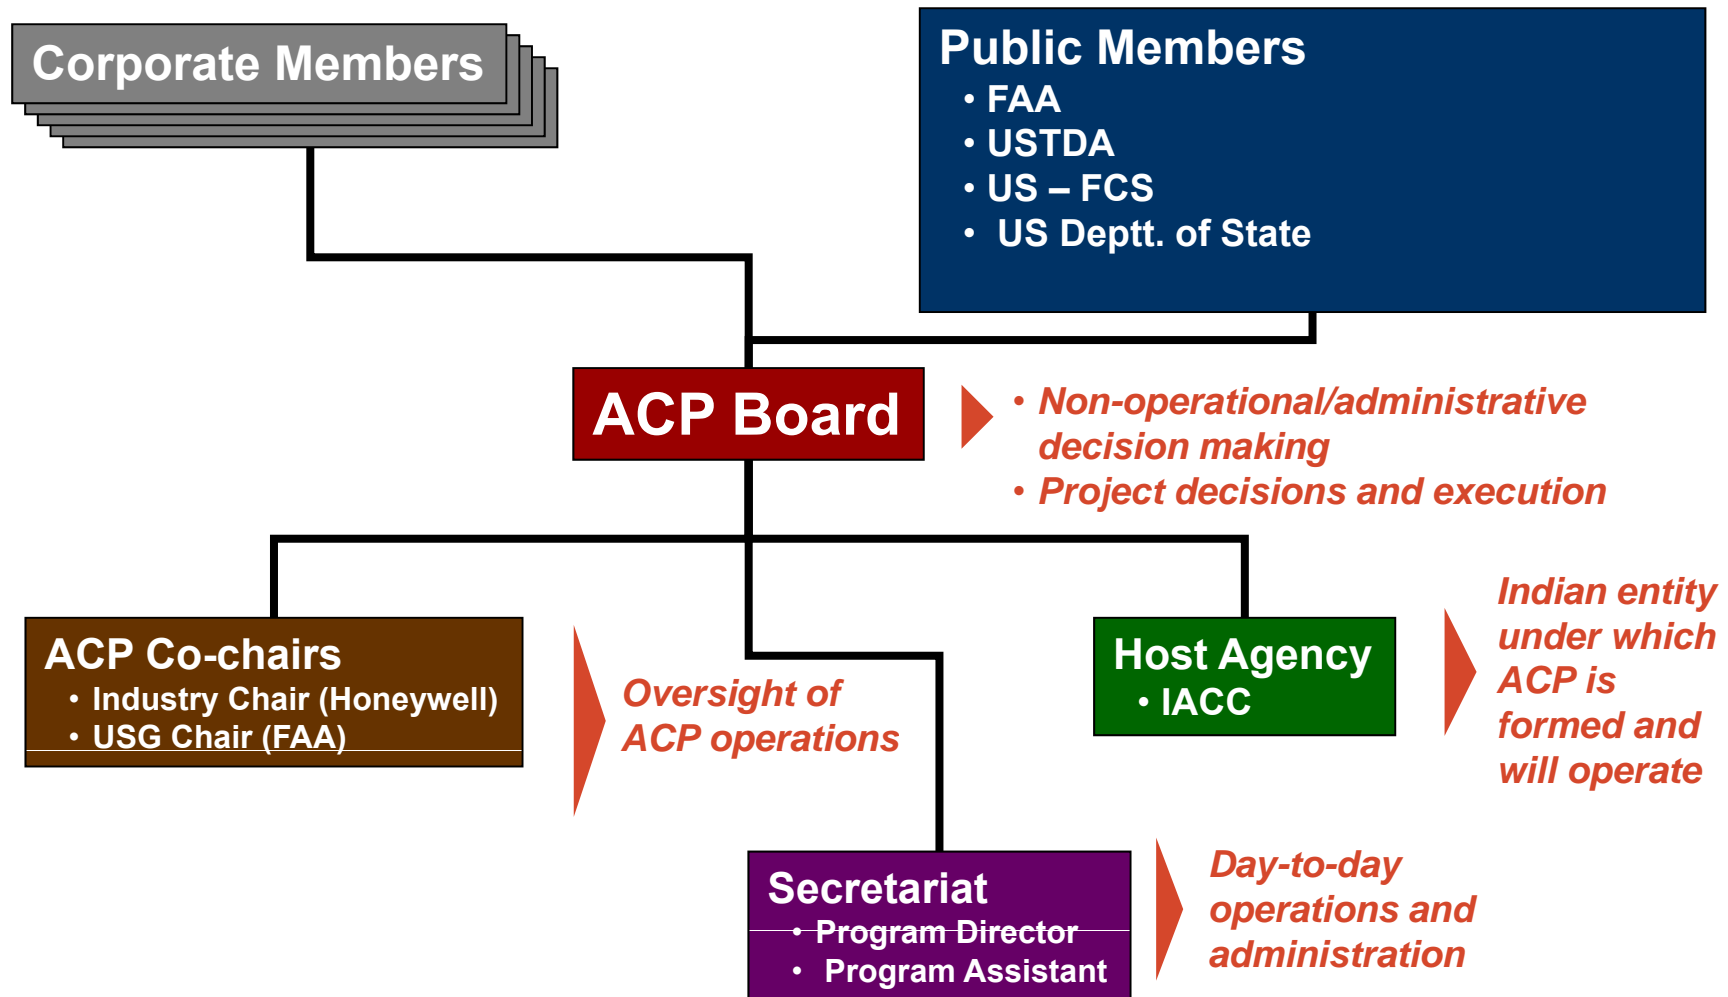 Corporate Members
Public Members
• FAA
• USTDA
• US – FCS
• US Deptt. of State
ACP Board
• Non-operational/administrative
decision making
• Project decisions and execution
ACP Co-chairs
• Industry Chair (Honeywell)
• USG Chair (FAA)
Oversight of
ACP operations
Host Agency
• IACC
Indian entity
under which
ACP is
formed and
will operate
Secretariat
• Program Director
• Program Assistant
Day-to-day
operations and
administration